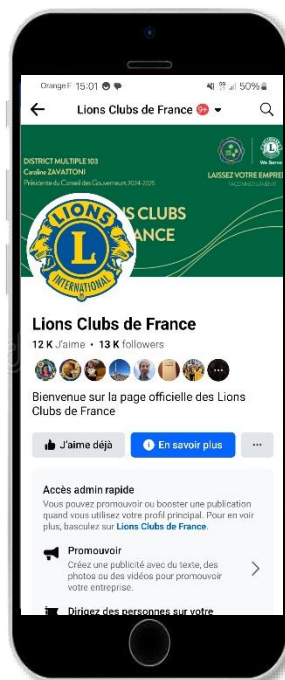 Orange F 15:01 50%
Lions Clubs de France 9+
DISTRICT MULTIPLE 103
Caroline ZAVATTONI
Présidente du Conseil des Gouverneurs 2024-2025
We Serve
LAISSEZ VOTRE EMPREI
IS CLUBS
ANCE
LIONS
L
INTERNATIONAL
Lions Clubs de France
12 K J'aime • 13 K followers
Bienvenue sur la page officielle des Lions
Clubs de France
J'aime déjà
En savoir plus
Accès admin rapide
Vous pouvez promouvoir ou booster une publication
quand vous utilisez votre profil principal. Pour en voir
plus, basculez sur Lions Clubs de France.
Promouvoir
Créez une publicité avec du texte, des
photos ou des vidéos pour promouvoir
votre entreprise.
Dirigez des personnes sur votre